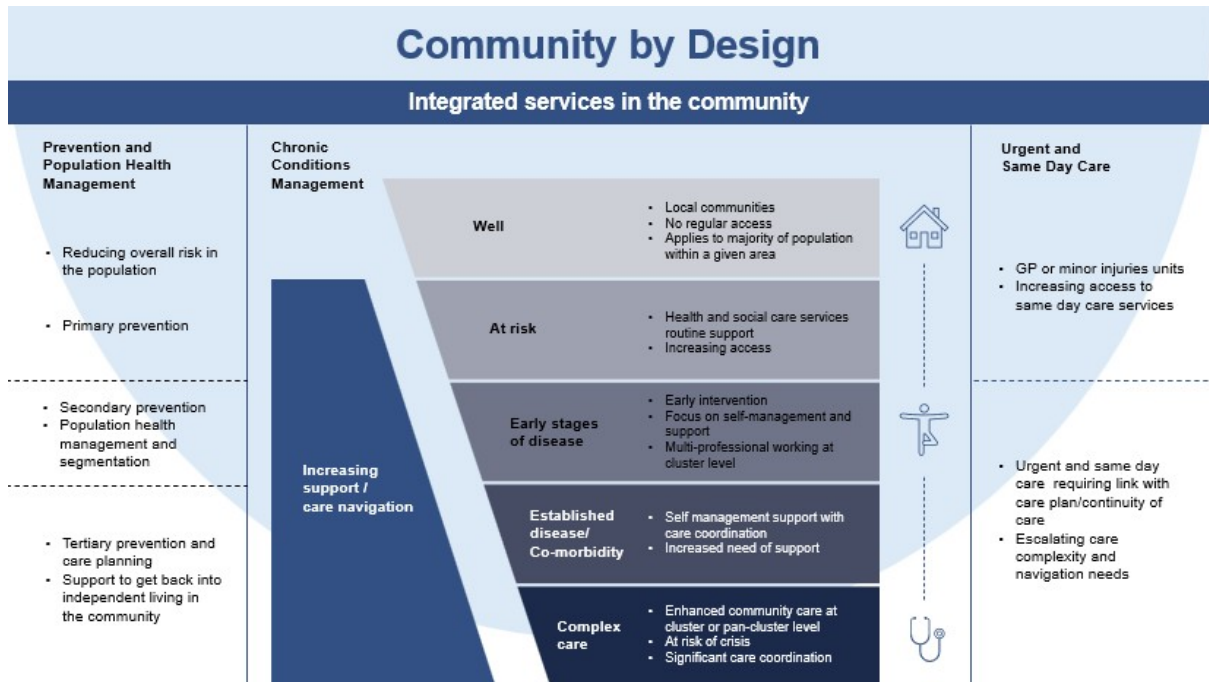 Community by Design
Integrated services in the community
Prevention and
Population Health
Management
• Reducing overall risk in
the population
• Primary prevention
• Secondary prevention
• Population health
management and
segmentation
• Tertiary prevention and
care planning
• Support to get back into
independent living in
the community
Chronic
Conditions
Management
Increasing
support /
care navigation
Well
• Local communities
• No regular access
• Applies to majority of population
within a given area
At risk
• Health and social care services
routine support
• Increasing access
Early stages
of disease
• Early intervention
• Focus on self-management and
support
• Multi-professional working at
cluster level
Established
disease/
Co-morbidity
• Self management support with
care coordination
• Increased need of support
Complex
care
• Enhanced community care at
cluster or pan-cluster level
• At risk of crisis
• Significant care coordination
Urgent and
Same Day Care
• GP or minor injuries units
• Increasing access to
same day care services
• Urgent and same day
care requiring link with
care plan/continuity of
care
• Escalating care
complexity and
navigation needs